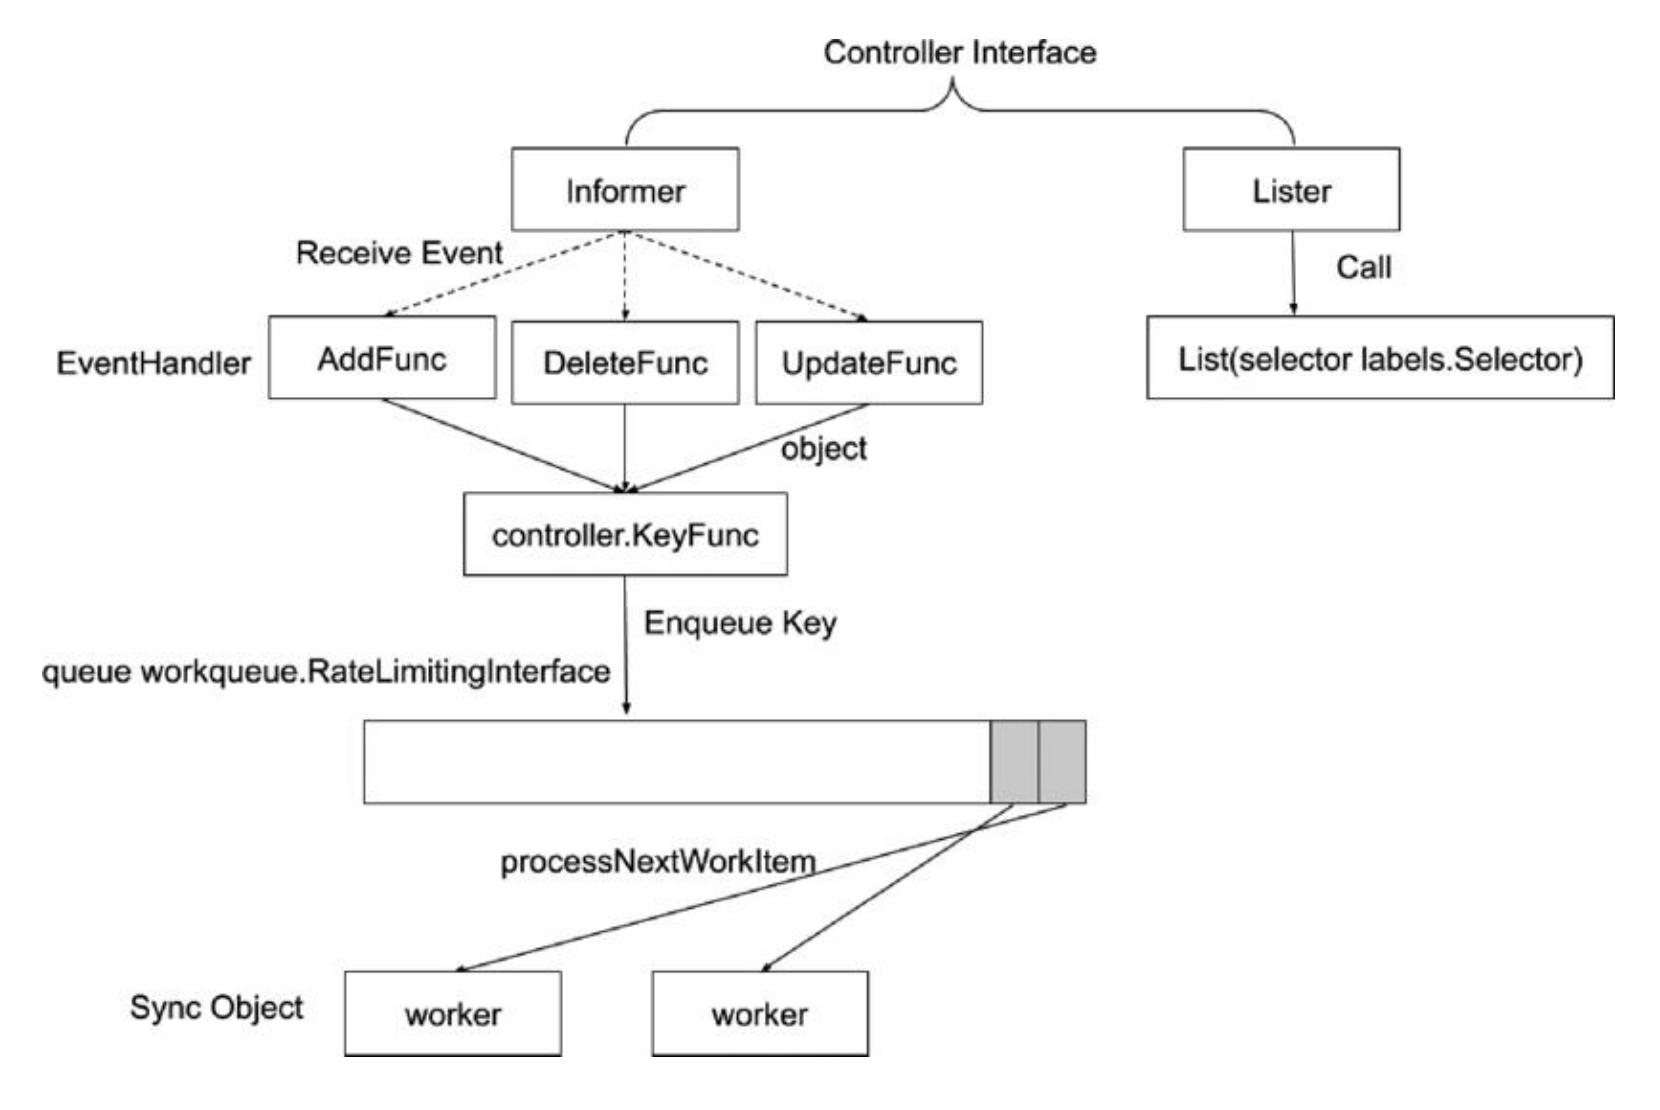 Controller Interface
Informer
Lister
Receive Event
Call
EventHandler
AddFunc
DeleteFunc
UpdateFunc
List(selector labels.Selector)
object
controller.KeyFunc
Enqueue Key
queue workqueue.RateLimitingInterface
processNextWorkItem
Sync Object
worker
worker